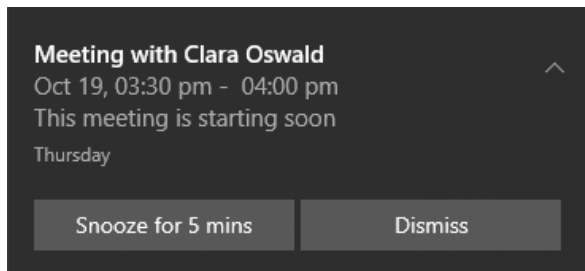 Meeting with Clara Oswald
Oct 19, 03:30 pm -  04:00 pm
This meeting is starting soon
Thursday
Snooze for 5 mins
Dismiss